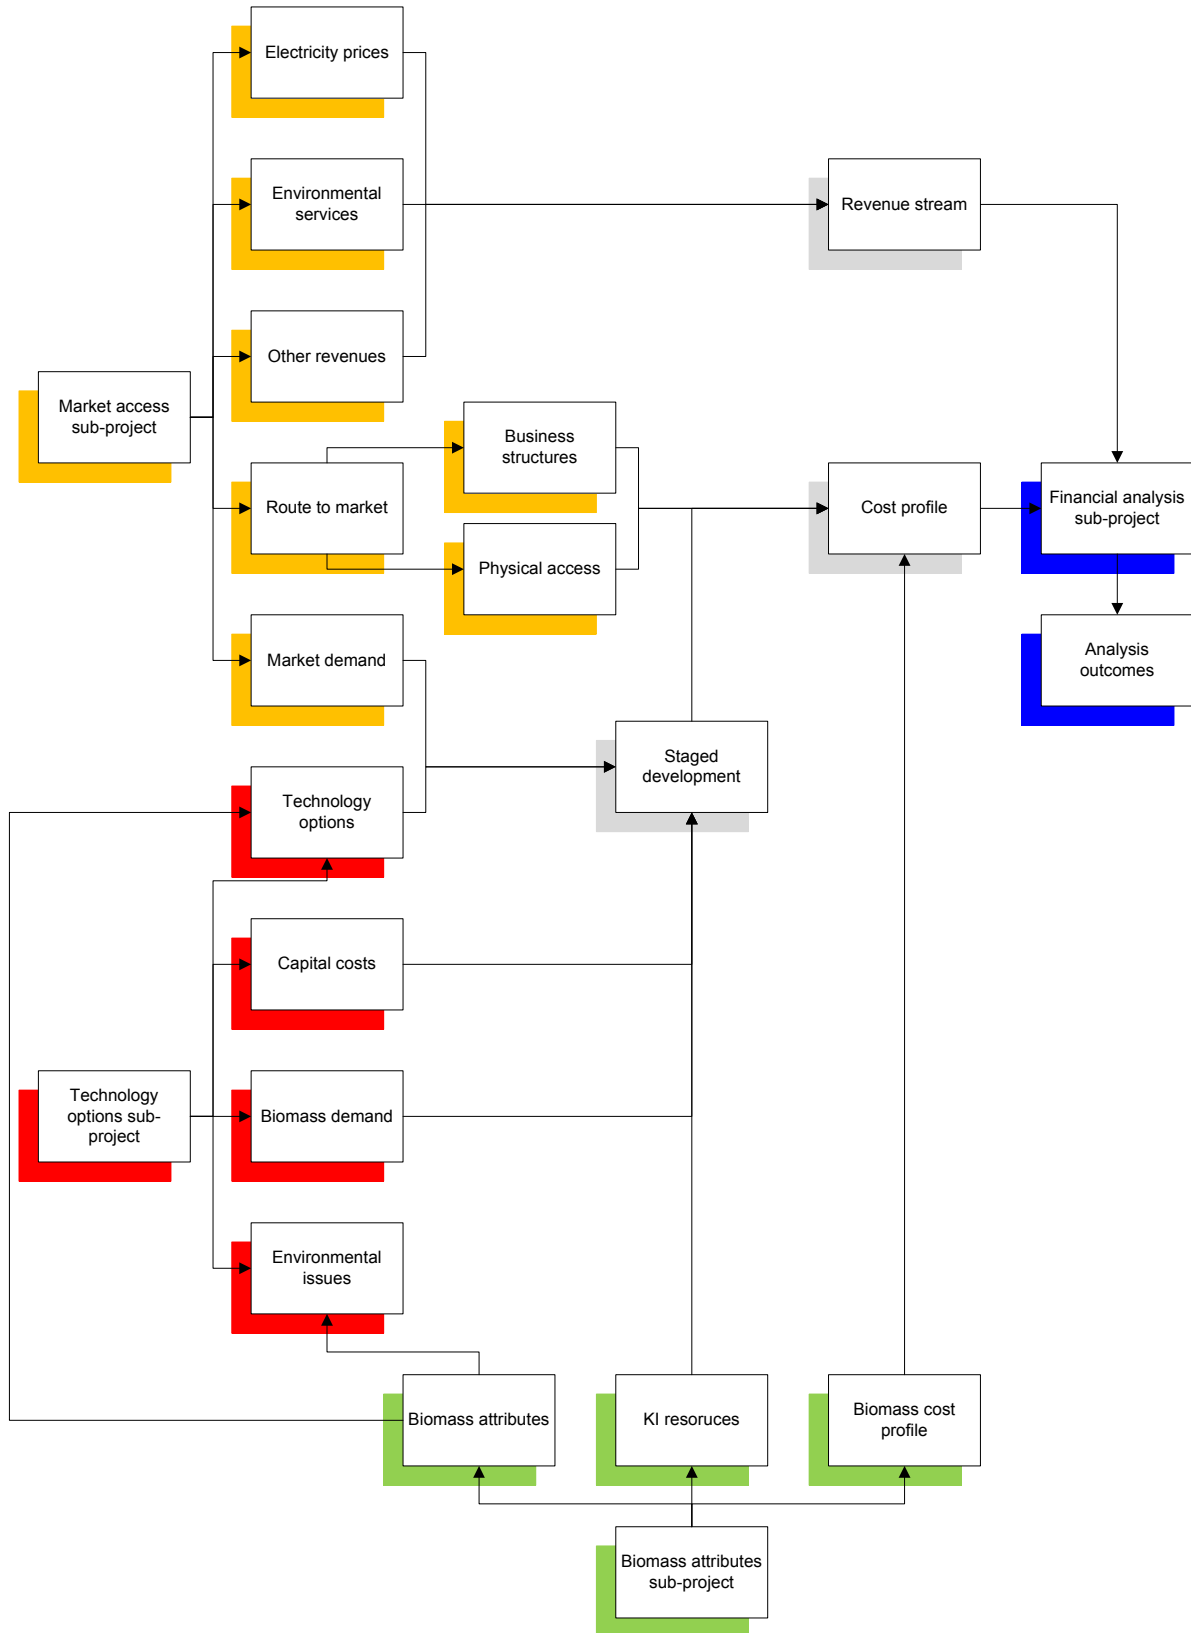 Electricity prices
Environmental
services
Revenue stream
Other revenues
Market access
sub-project
Business
structures
Route to market
Cost profile
Financial analysis
sub-project
Physical access
Market demand
Analysis
outcomes
Staged
development
Technology
options
Capital costs
Technology
options sub-
project
Biomass demand
Environmental
issues
Biomass attributes
KI resoruces
Biomass cost
profile
Biomass attributes
sub-project